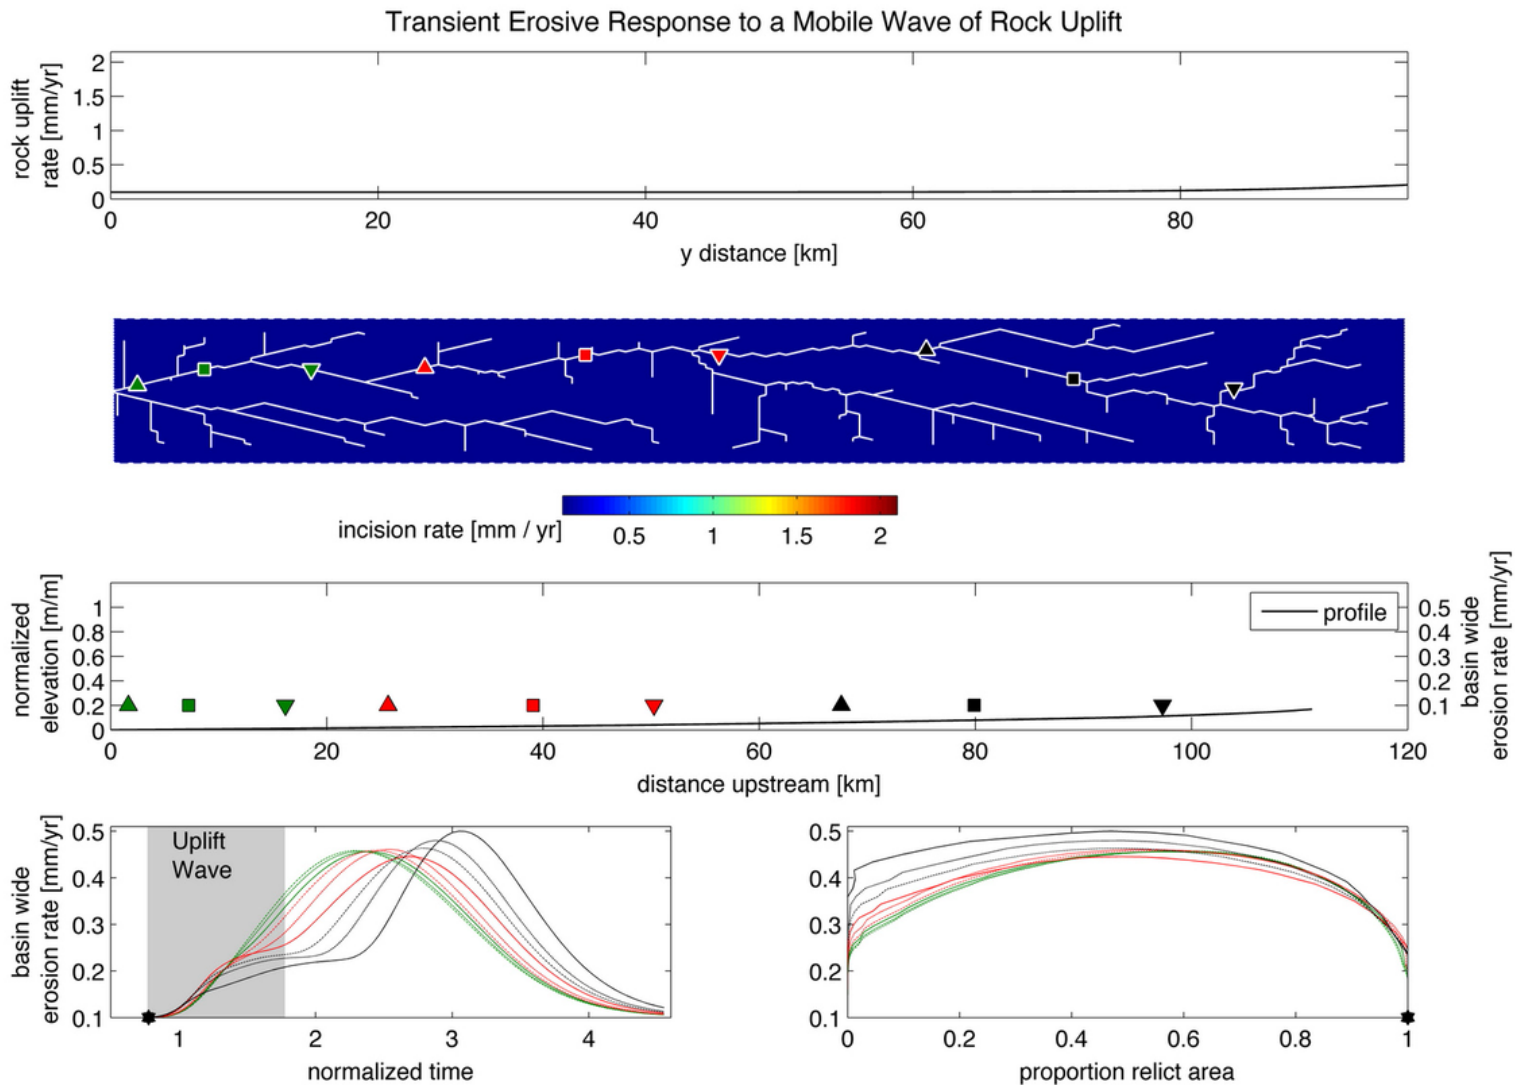 Transient Erosive Response to a Mobile Wave of Rock Uplift
rock uplift
rate [mm/yr]
2
1.5
1
0.5
0
0 20 40 60 80
y distance [km]
incision rate [mm / yr]
0.5 1 1.5 2
normalized
elevation [m/m]
1
0.8
0.6
0.4
0.2
0
profile
0.5
0.4
0.3
0.2
0.1
basin wide
erosion rate [mm/yr]
0 20 40 60 80 100 120
distance upstream [km]
basin wide
erosion rate [mm/yr]
0.5
0.4
0.3
0.2
0.1
Uplift
Wave
1 2 3 4
normalized time
0.5
0.4
0.3
0.2
0.1
0 0.2 0.4 0.6 0.8 1
proportion relict area